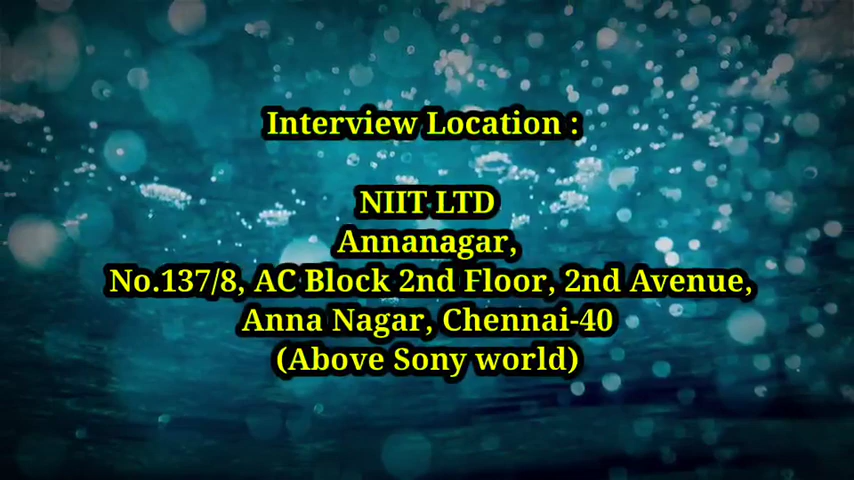 Interview Location :
NIIT LTD
Annanagar,
No.137/8, AC Block 2nd Floor, 2nd Avenue,
Anna Nagar, Chennai-40
(Above Sony world)